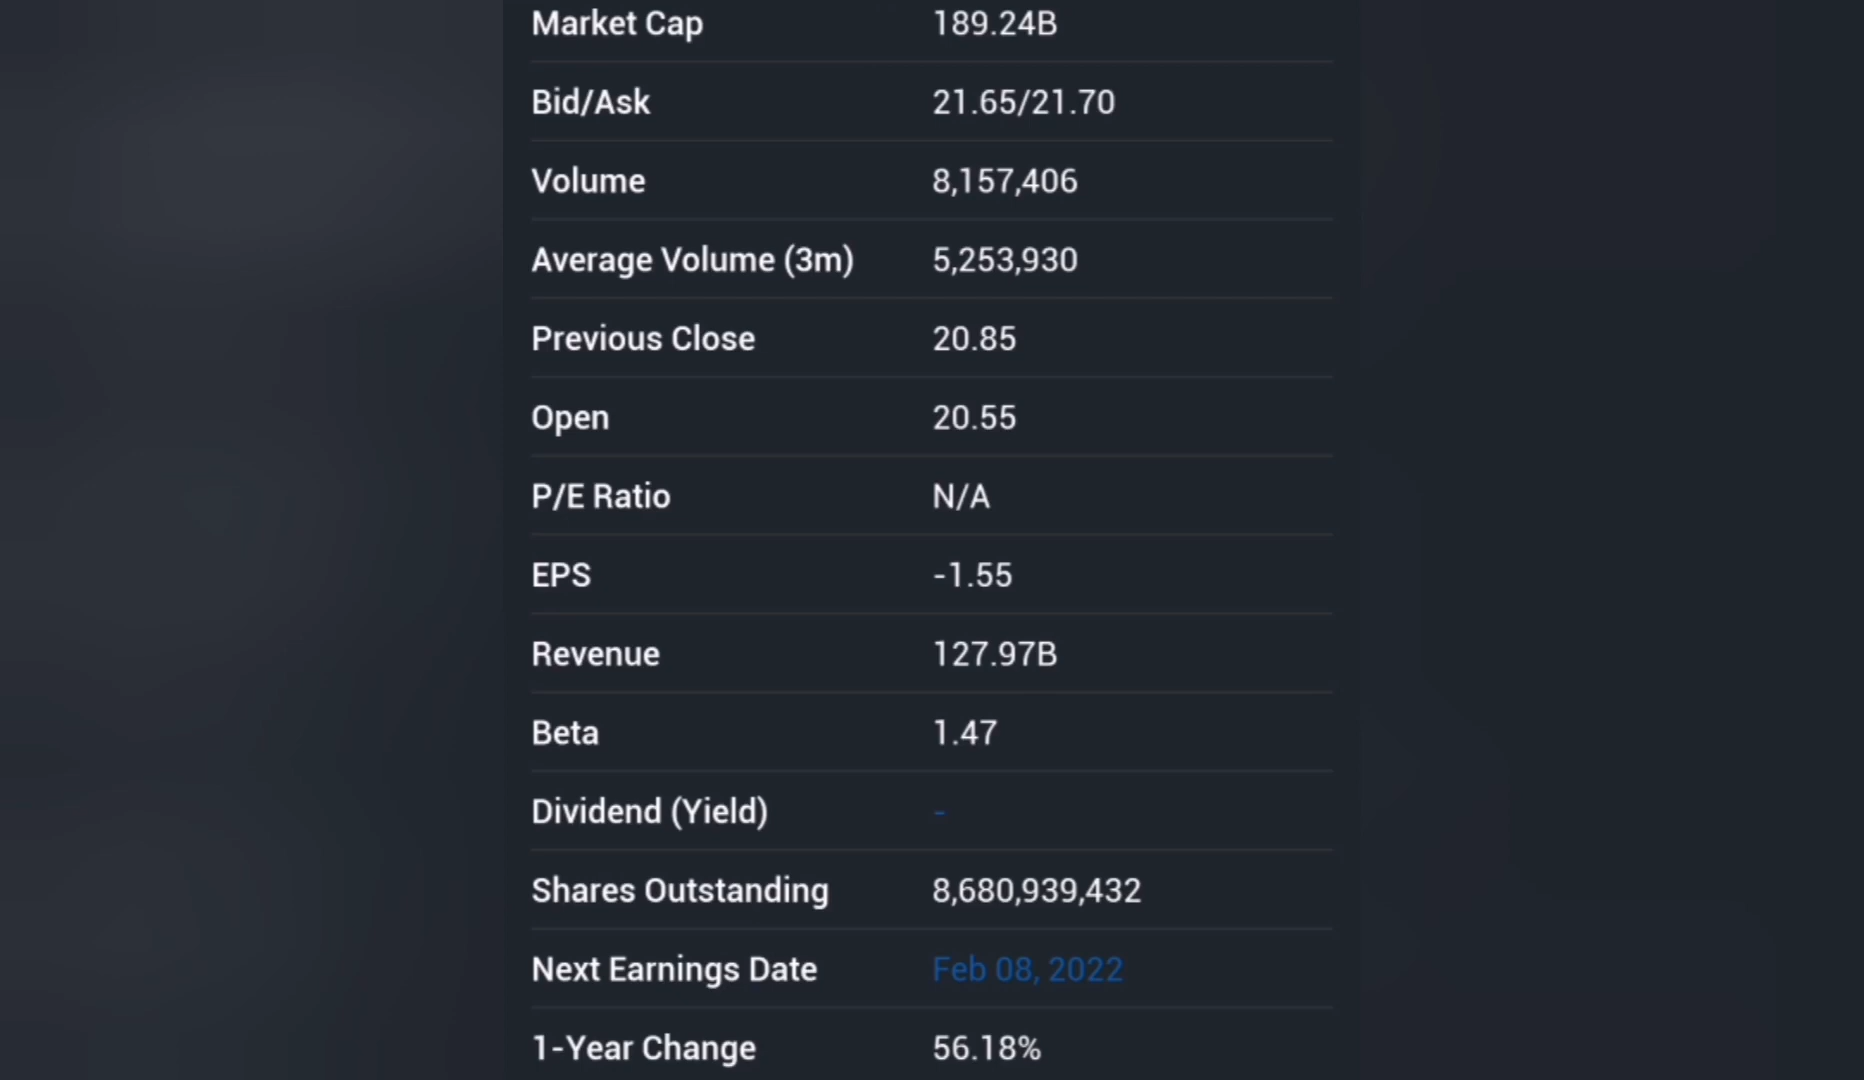 Market Cap 189.24B
Bid/Ask 21.65/21.70
Volume 8,157,406
Average Volume (3m) 5,253,930
Previous Close 20.85
Open 20.55
P/E Ratio N/A
EPS -1.55
Revenue 127.97B
Beta 1.47
Dividend (Yield) -
Shares Outstanding 8,680,939,432
Next Earnings Date Feb 08, 2022
1-Year Change 56.18%